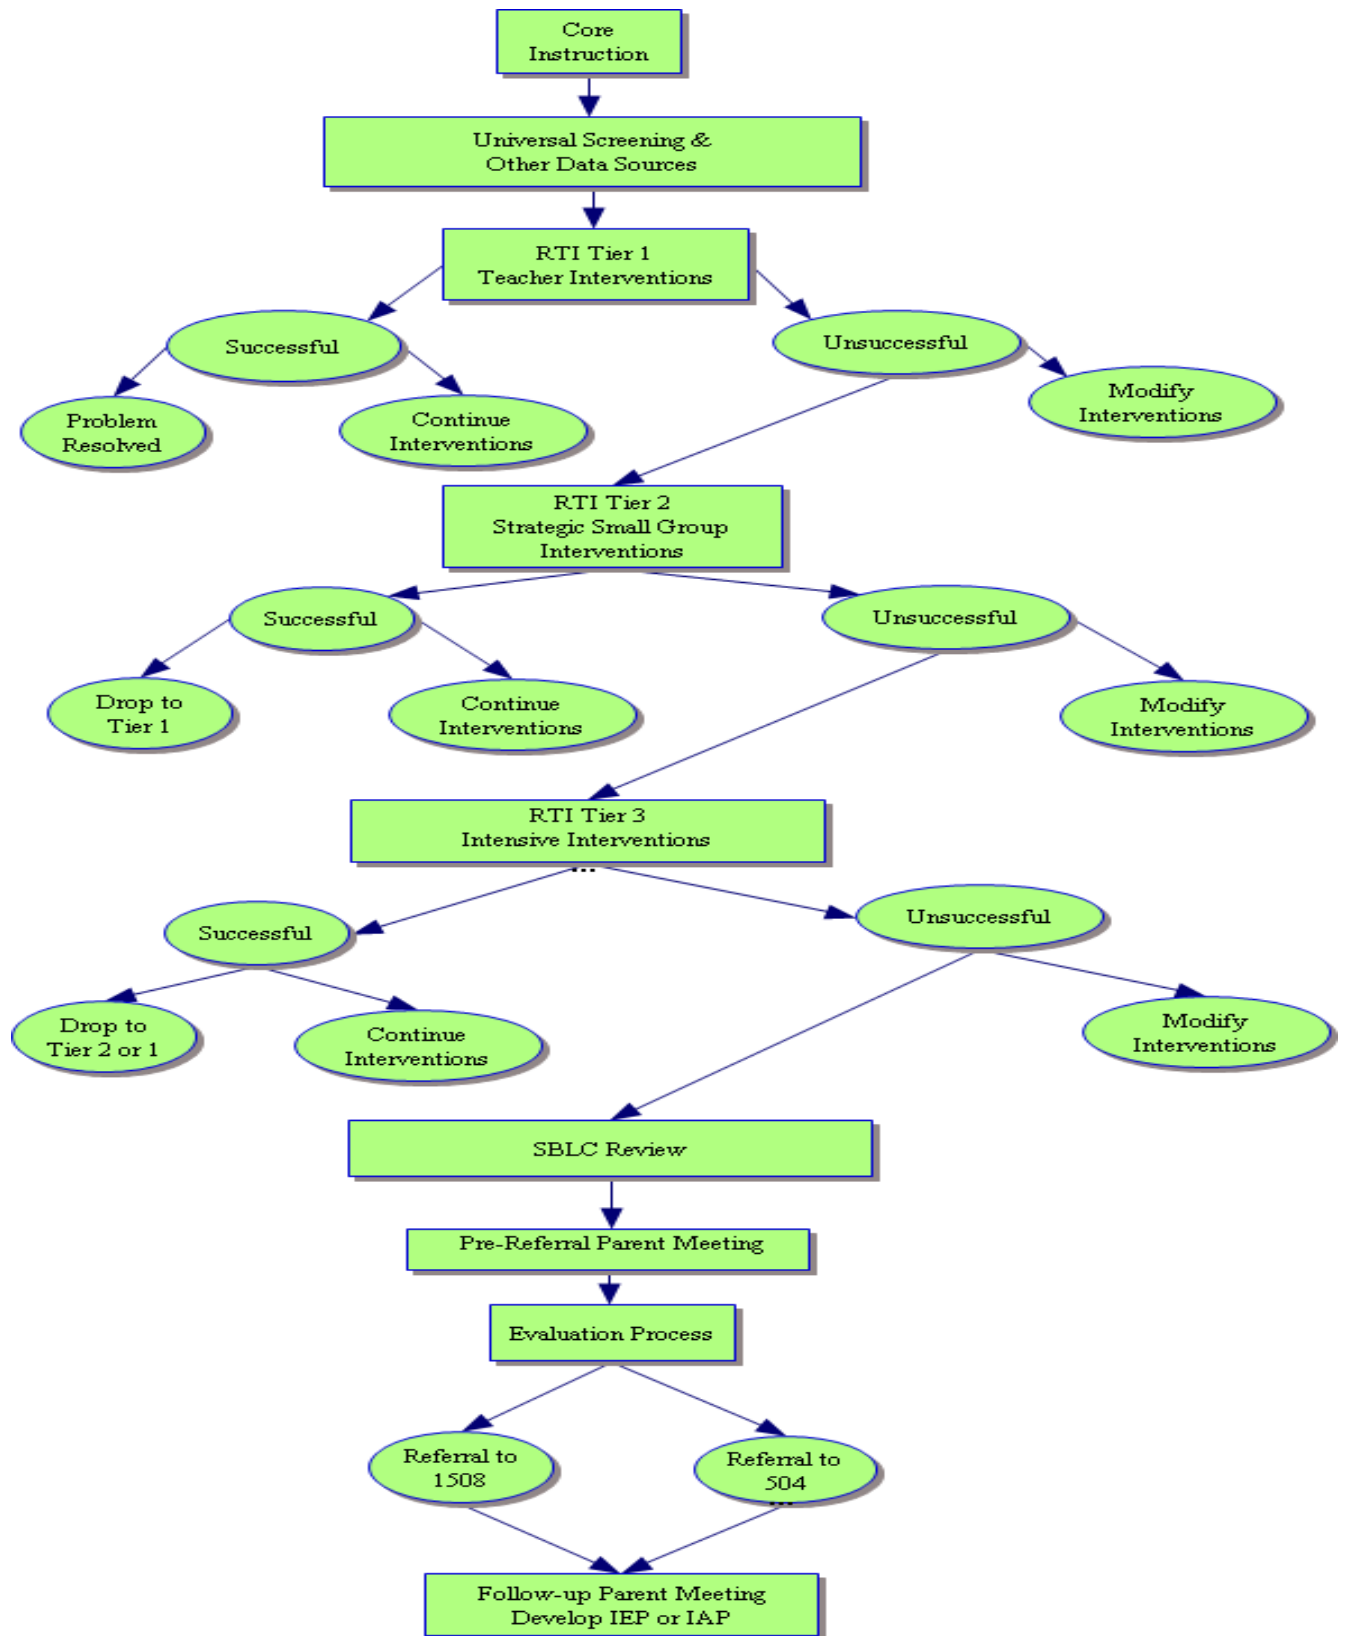 Core
Instruction
Universal Screening &
Other Data Sources
RTI Tier 1
Teacher Interventions
Successful
Unsuccessful
Problem
Resolved
Continue
Interventions
Modify
Interventions
RTI Tier 2
Strategic Small Group
Interventions
Successful
Unsuccessful
Drop to
Tier 1
Continue
Interventions
Modify
Interventions
RTI Tier 3
Intensive Interventions
...
Successful
Unsuccessful
Drop to
Tier 2 or 1
Continue
Interventions
Modify
Interventions
SBLC Review
Pre-Referral Parent Meeting
Evaluation Process
Referral to
1508
Referral to
504
...
Follow-up Parent Meeting
Develop IEP or IAP